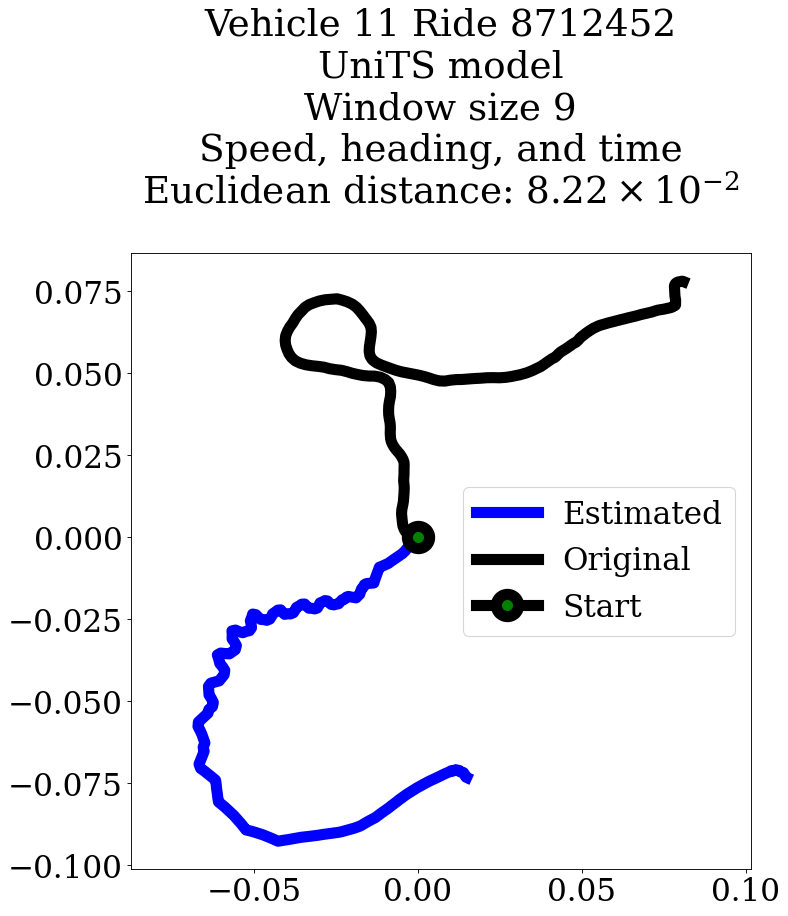 Vehicle 11 Ride 8712452
UniTS model
Window size 9
Speed, heading, and time
Euclidean distance: 8.22 × 10⁻²
0.075
0.050
0.025
0.000
−0.025
−0.050
−0.075
−0.100
Estimated
Original
Start
−0.05
0.00
0.05
0.10